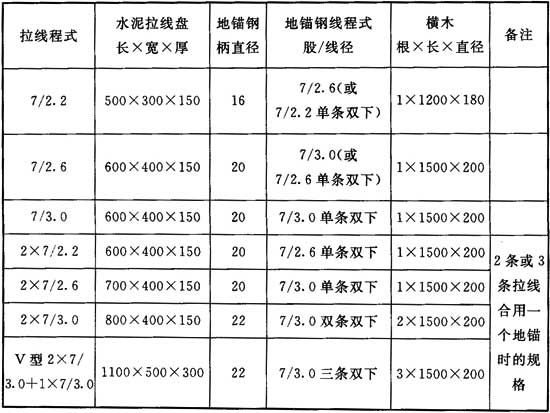 拉线程式 水泥拉线盘 长×宽×厚 地锚钢 柄直径 地锚钢线程式 股/线径 横木 根×长×直径 备注
7/2.2 500×300×150 16 7/2.6(或 7/2.2单条双下) 1×1200×180
7/2.6 600×400×150 20 7/3.0(或 7/2.6单条双下) 1×1500×200
7/3.0 600×400×150 20 7/3.0单条双下 1×1500×200
2×7/2.2 600×400×150 20 7/2.6单条双下 1×1500×200
2×7/2.6 700×400×150 20 7/3.0单条双下 1×1500×200
2×7/3.0 800×400×150 22 7/3.0双条双下 2×1500×200
V型2×7/ 3.0+1×7/3.0 1100×500×300 22 7/3.0三条双下 3×1500×200
2条或3
条拉线
合用一
个地锚
时的规
格